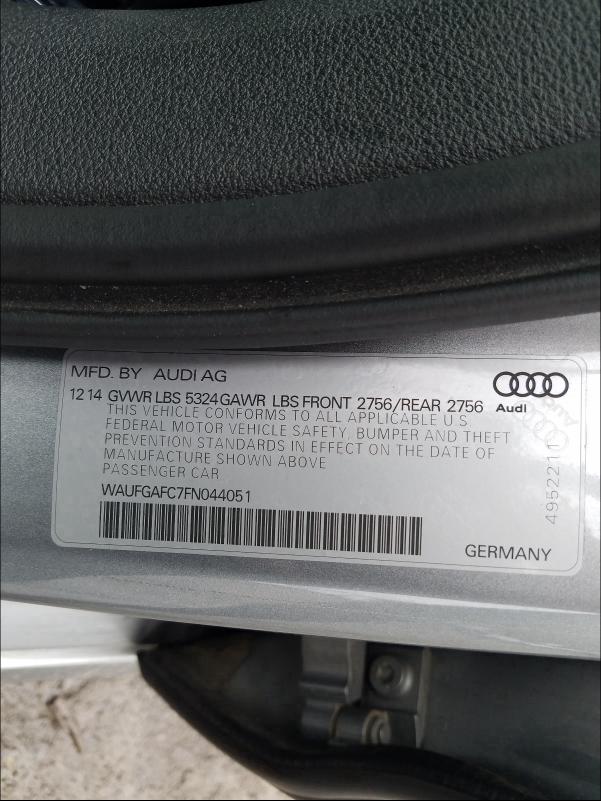 MFD. BY AUDI AG
12 14 GVWR LBS 5324 GAWR LBS FRONT 2756/REAR 2756
Audi
THIS VEHICLE CONFORMS TO ALL APPLICABLE U.S
FEDERAL MOTOR VEHICLE SAFETY, BUMPER AND THEFT
PREVENTION STANDARDS IN EFFECT ON THE DATE OF
MANUFACTURE SHOWN ABOVE
PASSENGER CAR
WAUFGAFC7FN044051
GERMANY
49522111